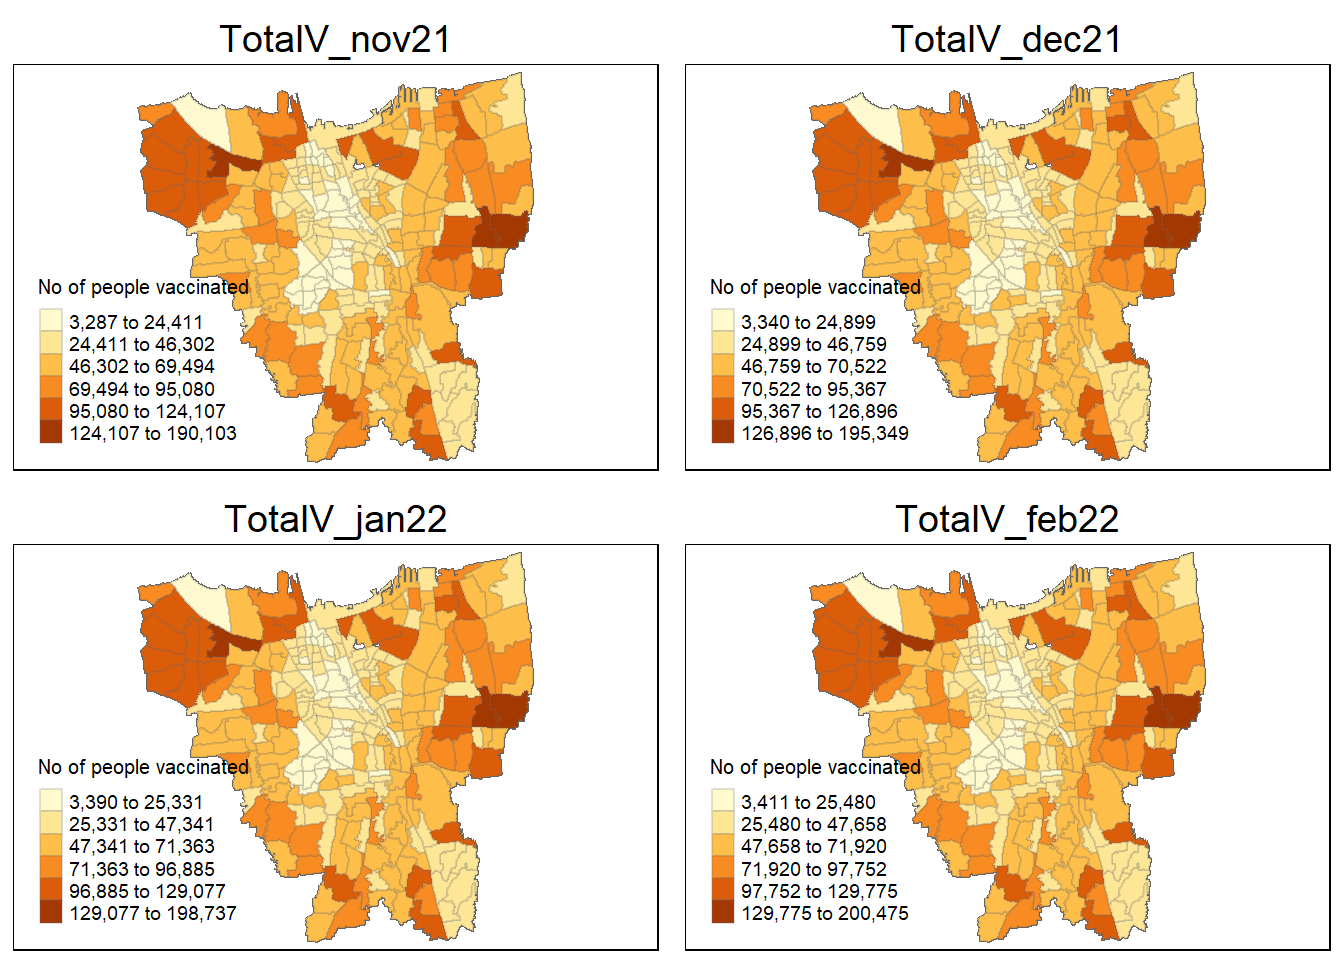 TotalV_nov21
No of people vaccinated
3,287 to 24,411
24,411 to 46,302
46,302 to 69,494
69,494 to 95,080
95,080 to 124,107
124,107 to 190,103
TotalV_dec21
No of people vaccinated
3,340 to 24,899
24,899 to 46,759
46,759 to 70,522
70,522 to 95,367
95,367 to 126,896
126,896 to 195,349
TotalV_jan22
No of people vaccinated
3,390 to 25,331
25,331 to 47,341
47,341 to 71,363
71,363 to 96,885
96,885 to 129,077
129,077 to 198,737
TotalV_feb22
No of people vaccinated
3,411 to 25,480
25,480 to 47,658
47,658 to 71,920
71,920 to 97,752
97,752 to 129,775
129,775 to 200,475